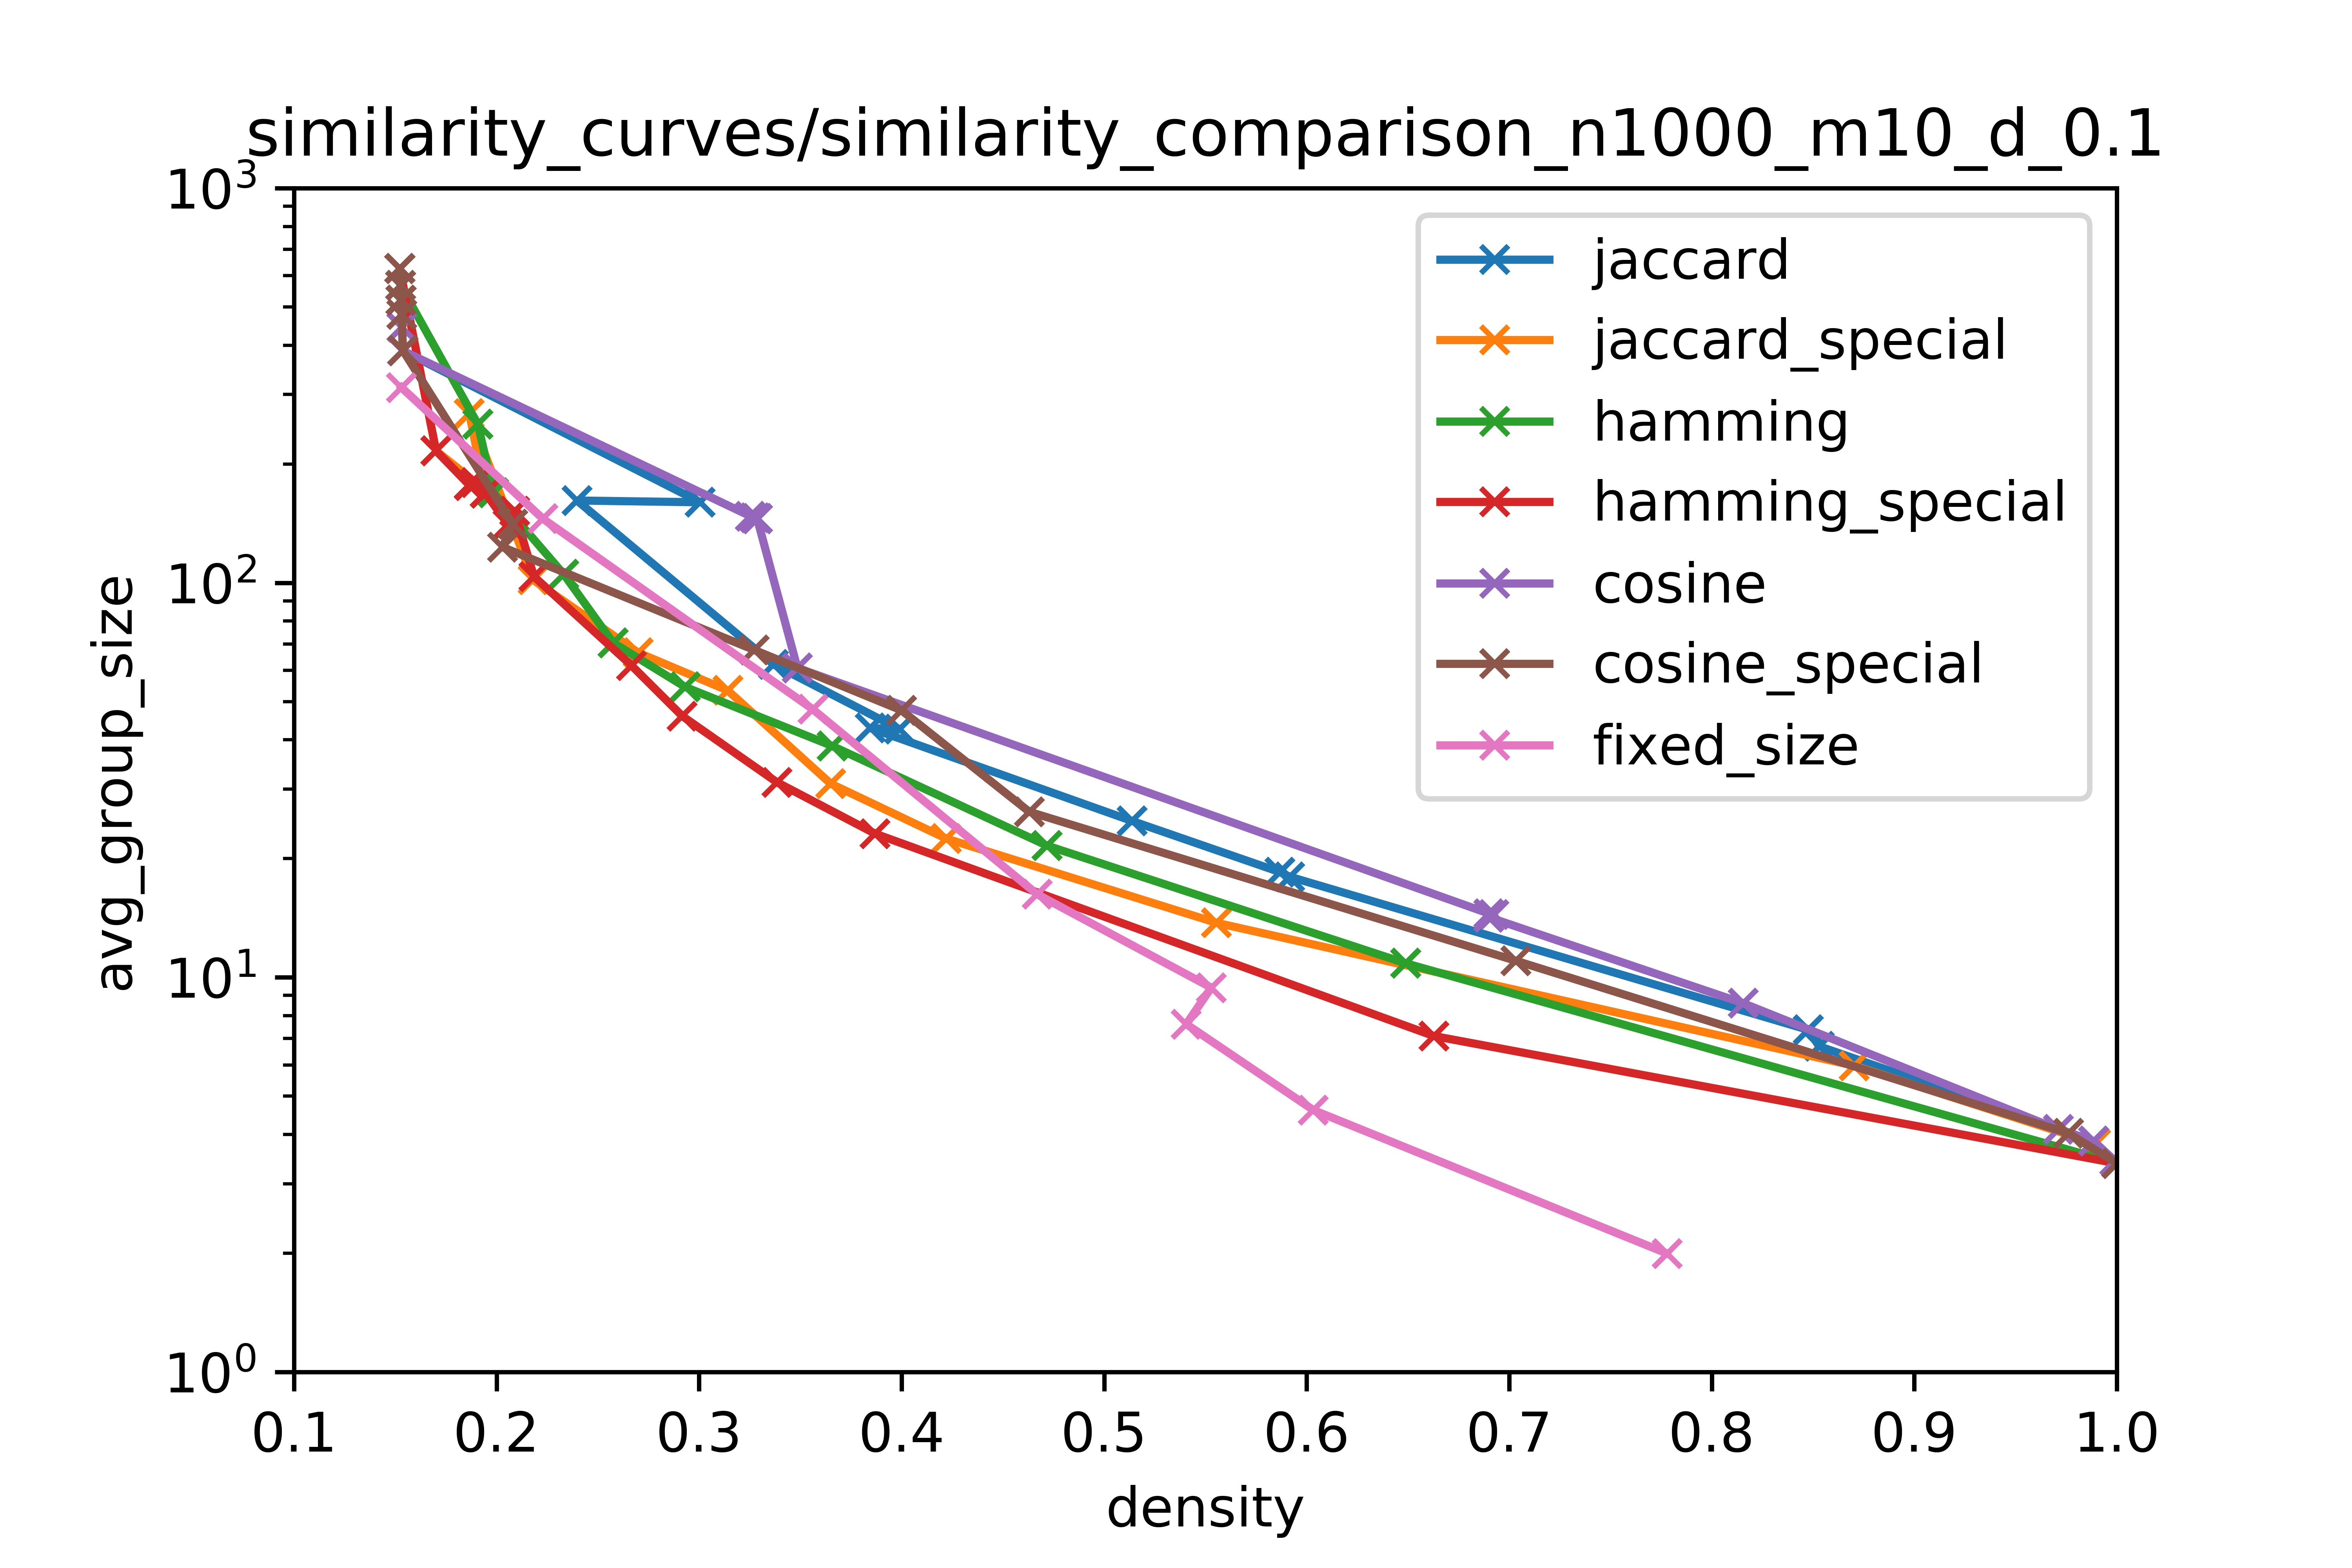 similarity_curves/similarity_comparison_n1000_m10_d_0.1
10³
10²
10¹
10⁰
avg_group_size
jaccard
jaccard_special
hamming
hamming_special
cosine
cosine_special
fixed_size
0.1 0.2 0.3 0.4 0.5 0.6 0.7 0.8 0.9 1.0
density